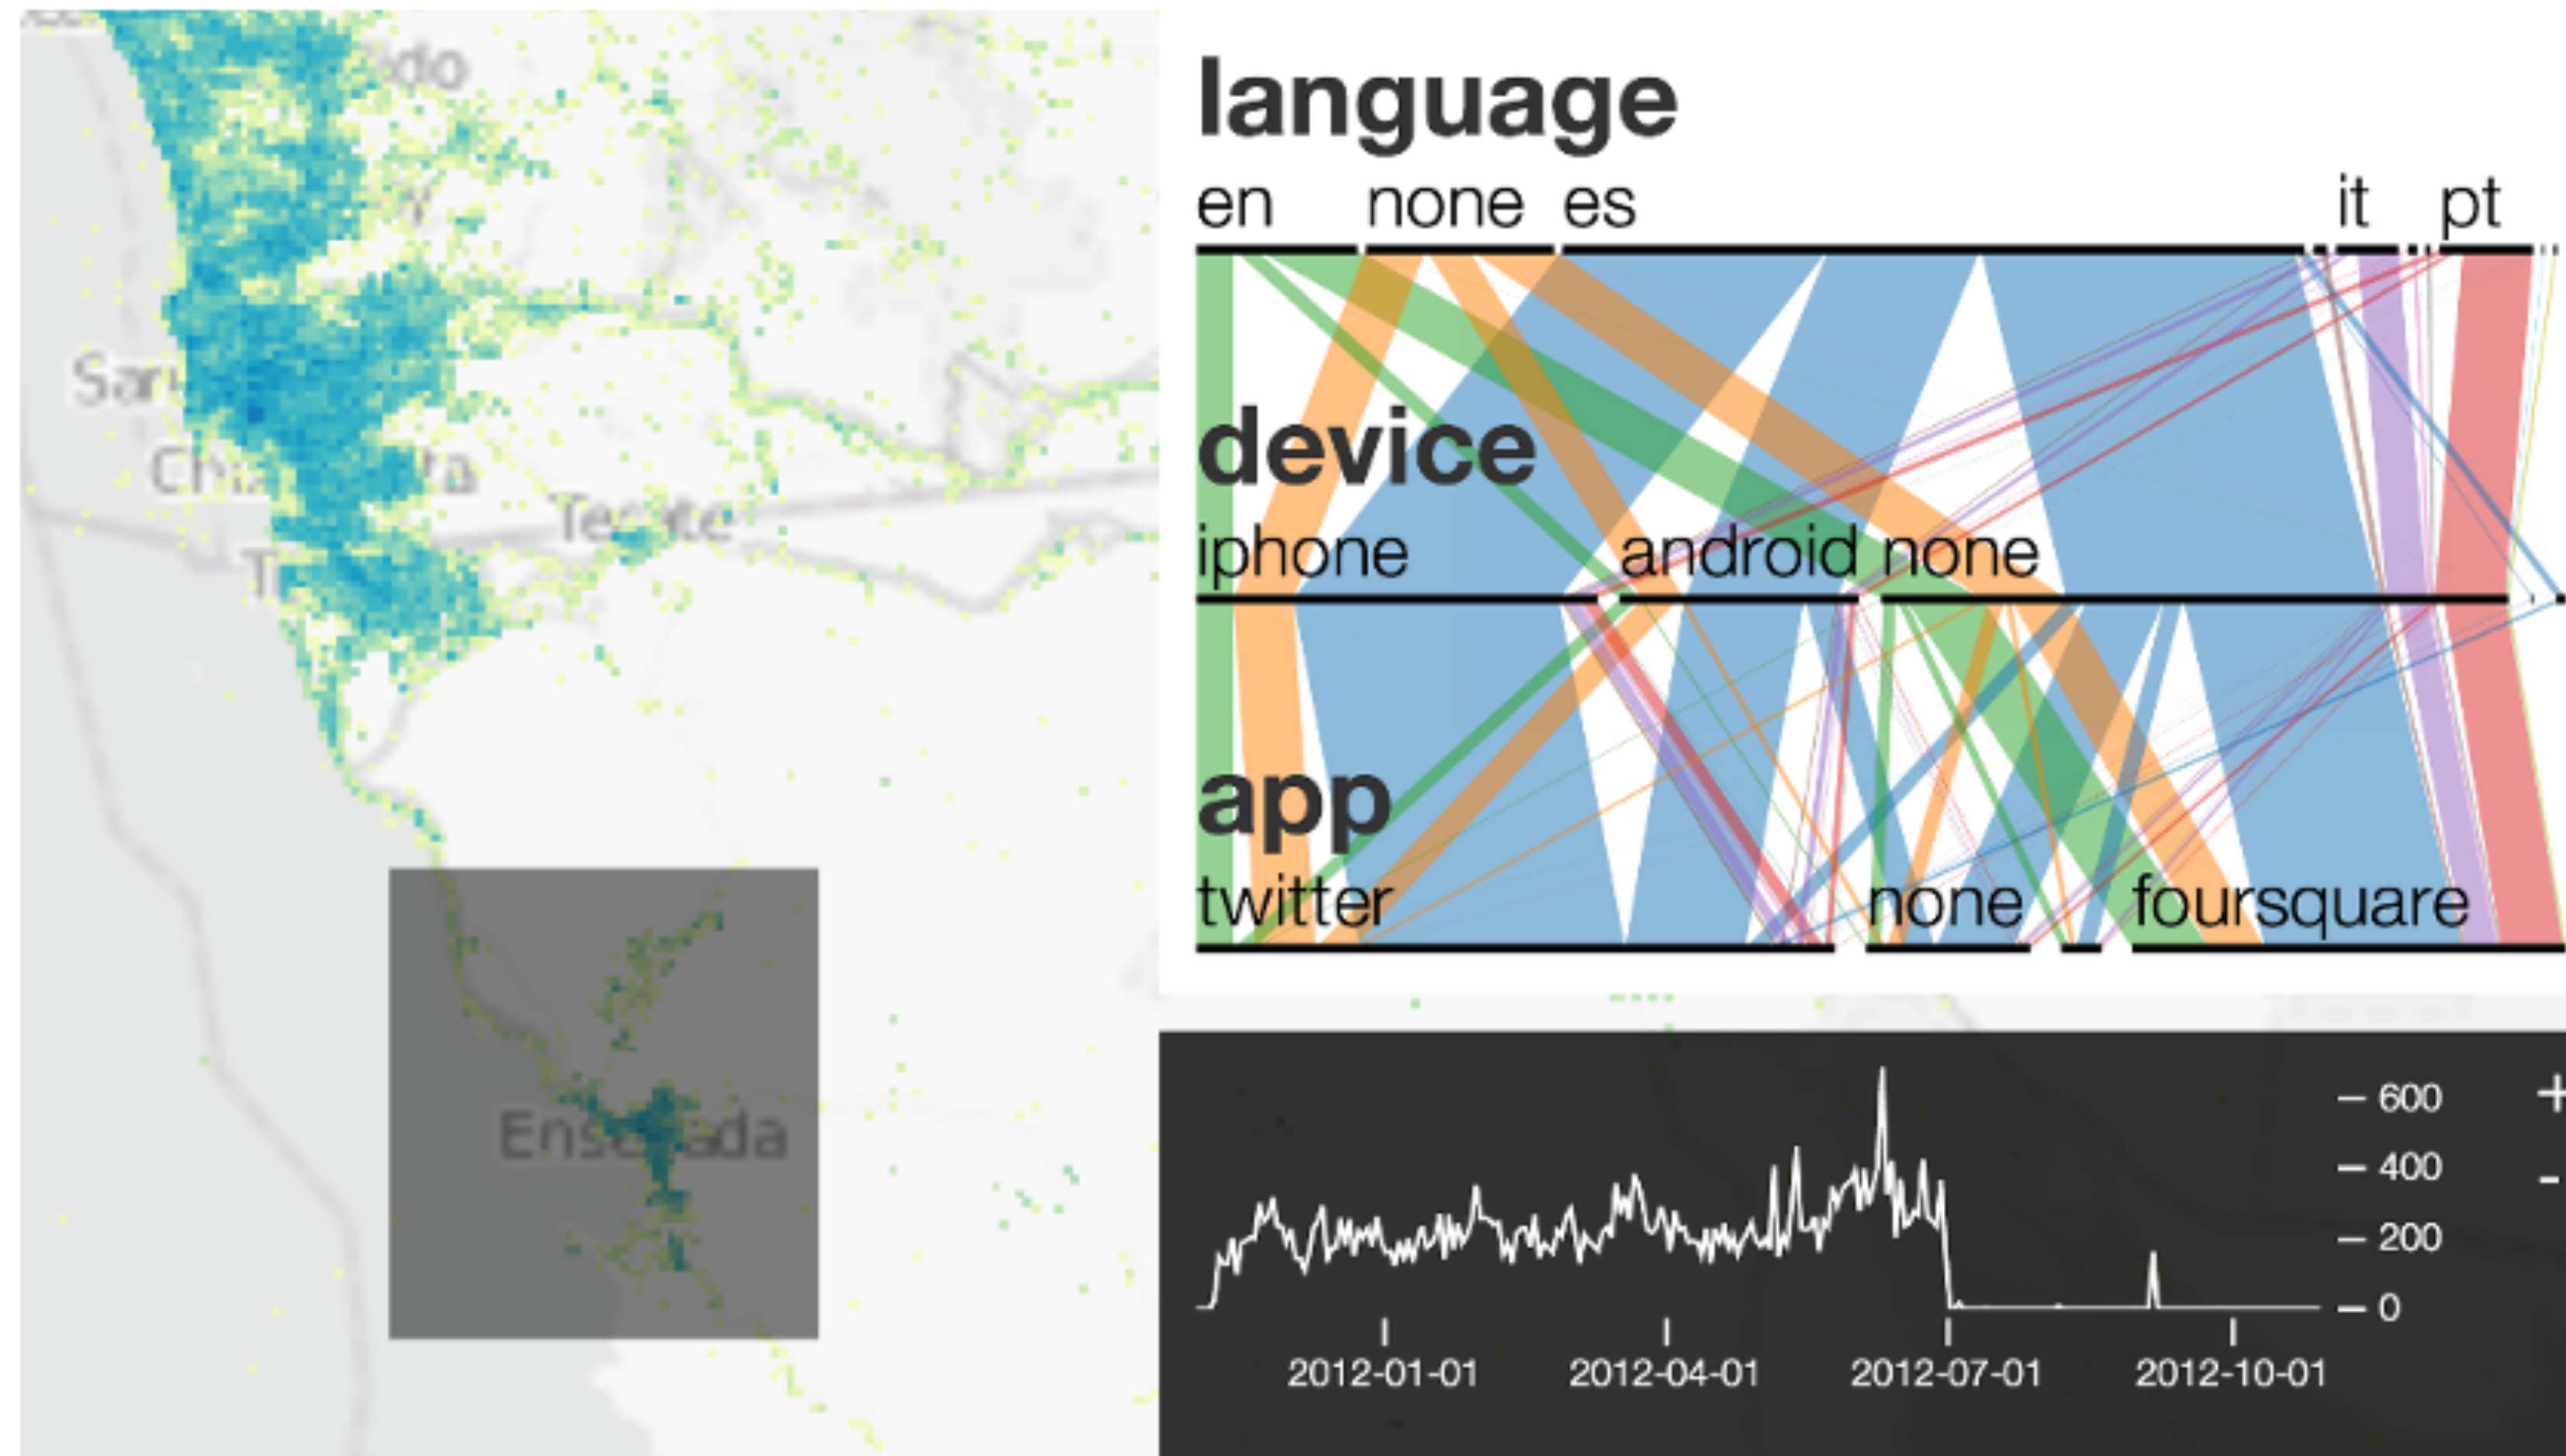 Tecate
Ensenada
language
en none es it pt
device
iphone android none
app
twitter none foursquare
+
600
400
-
200
0
2012-01-01 2012-04-01 2012-07-01 2012-10-01